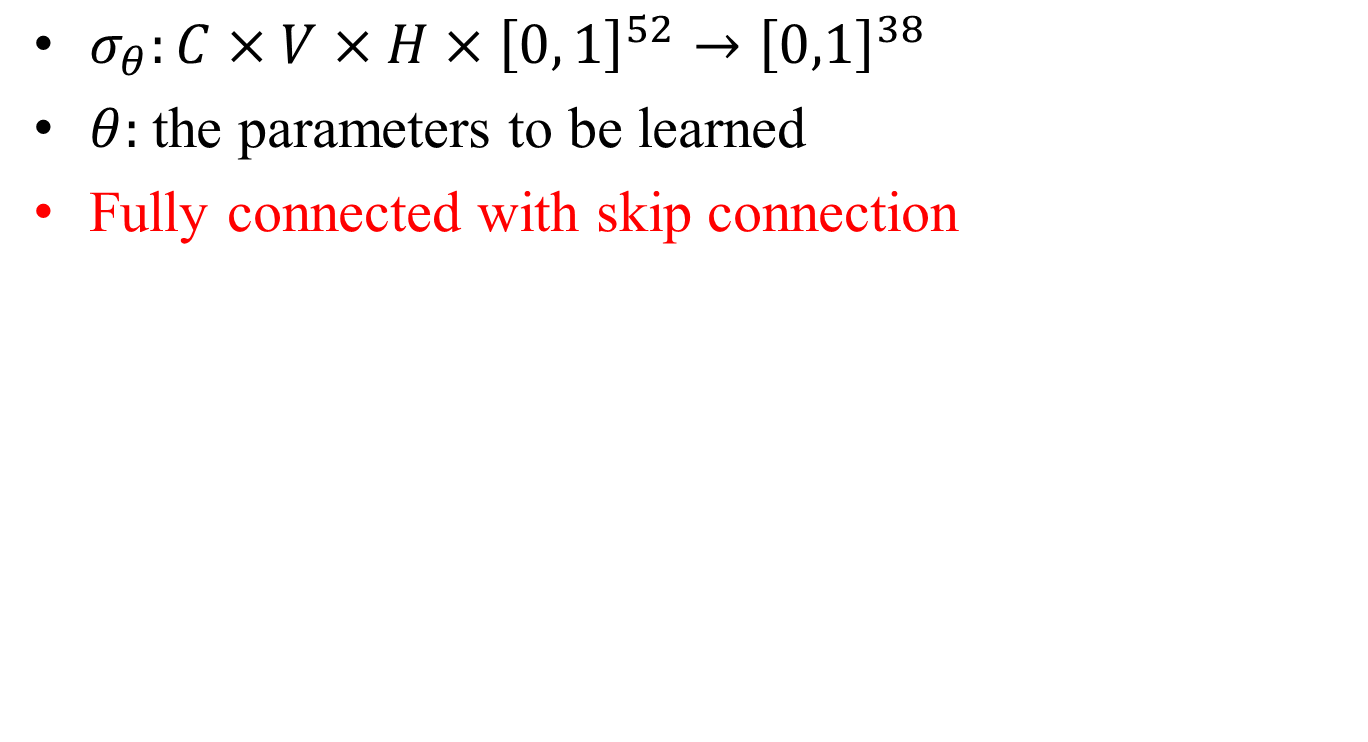 • σ_θ: C × V × H × [0, 1]^52 → [0,1]^38
• θ: the parameters to be learned
• Fully connected with skip connection